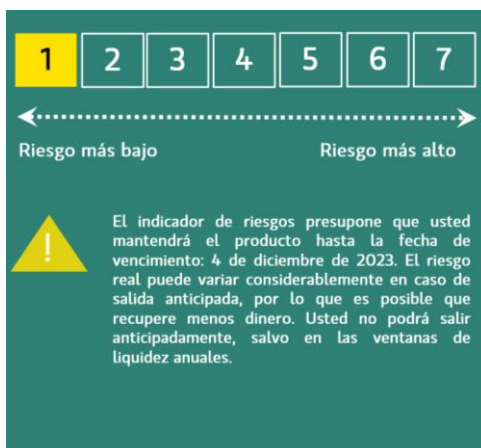 1 2 3 4 5 6 7
Riesgo más bajo Riesgo más alto
!
El indicador de riesgos presupone que usted
mantendrá el producto hasta la fecha de
vencimiento: 4 de diciembre de 2023. El riesgo
real puede variar considerablemente en caso de
salida anticipada, por lo que es posible que
recupere menos dinero. Usted no podrá salir
anticipadamente, salvo en las ventanas de
liquidez anuales.